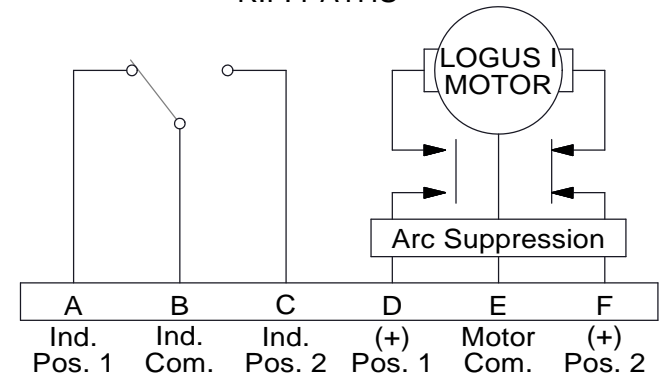 LOGUS I
MOTOR
Arc Suppression
A B C D E F
Ind. Ind. Ind. (+) Motor (+)
Pos. 1 Com. Pos. 2 Pos. 1 Com. Pos. 2